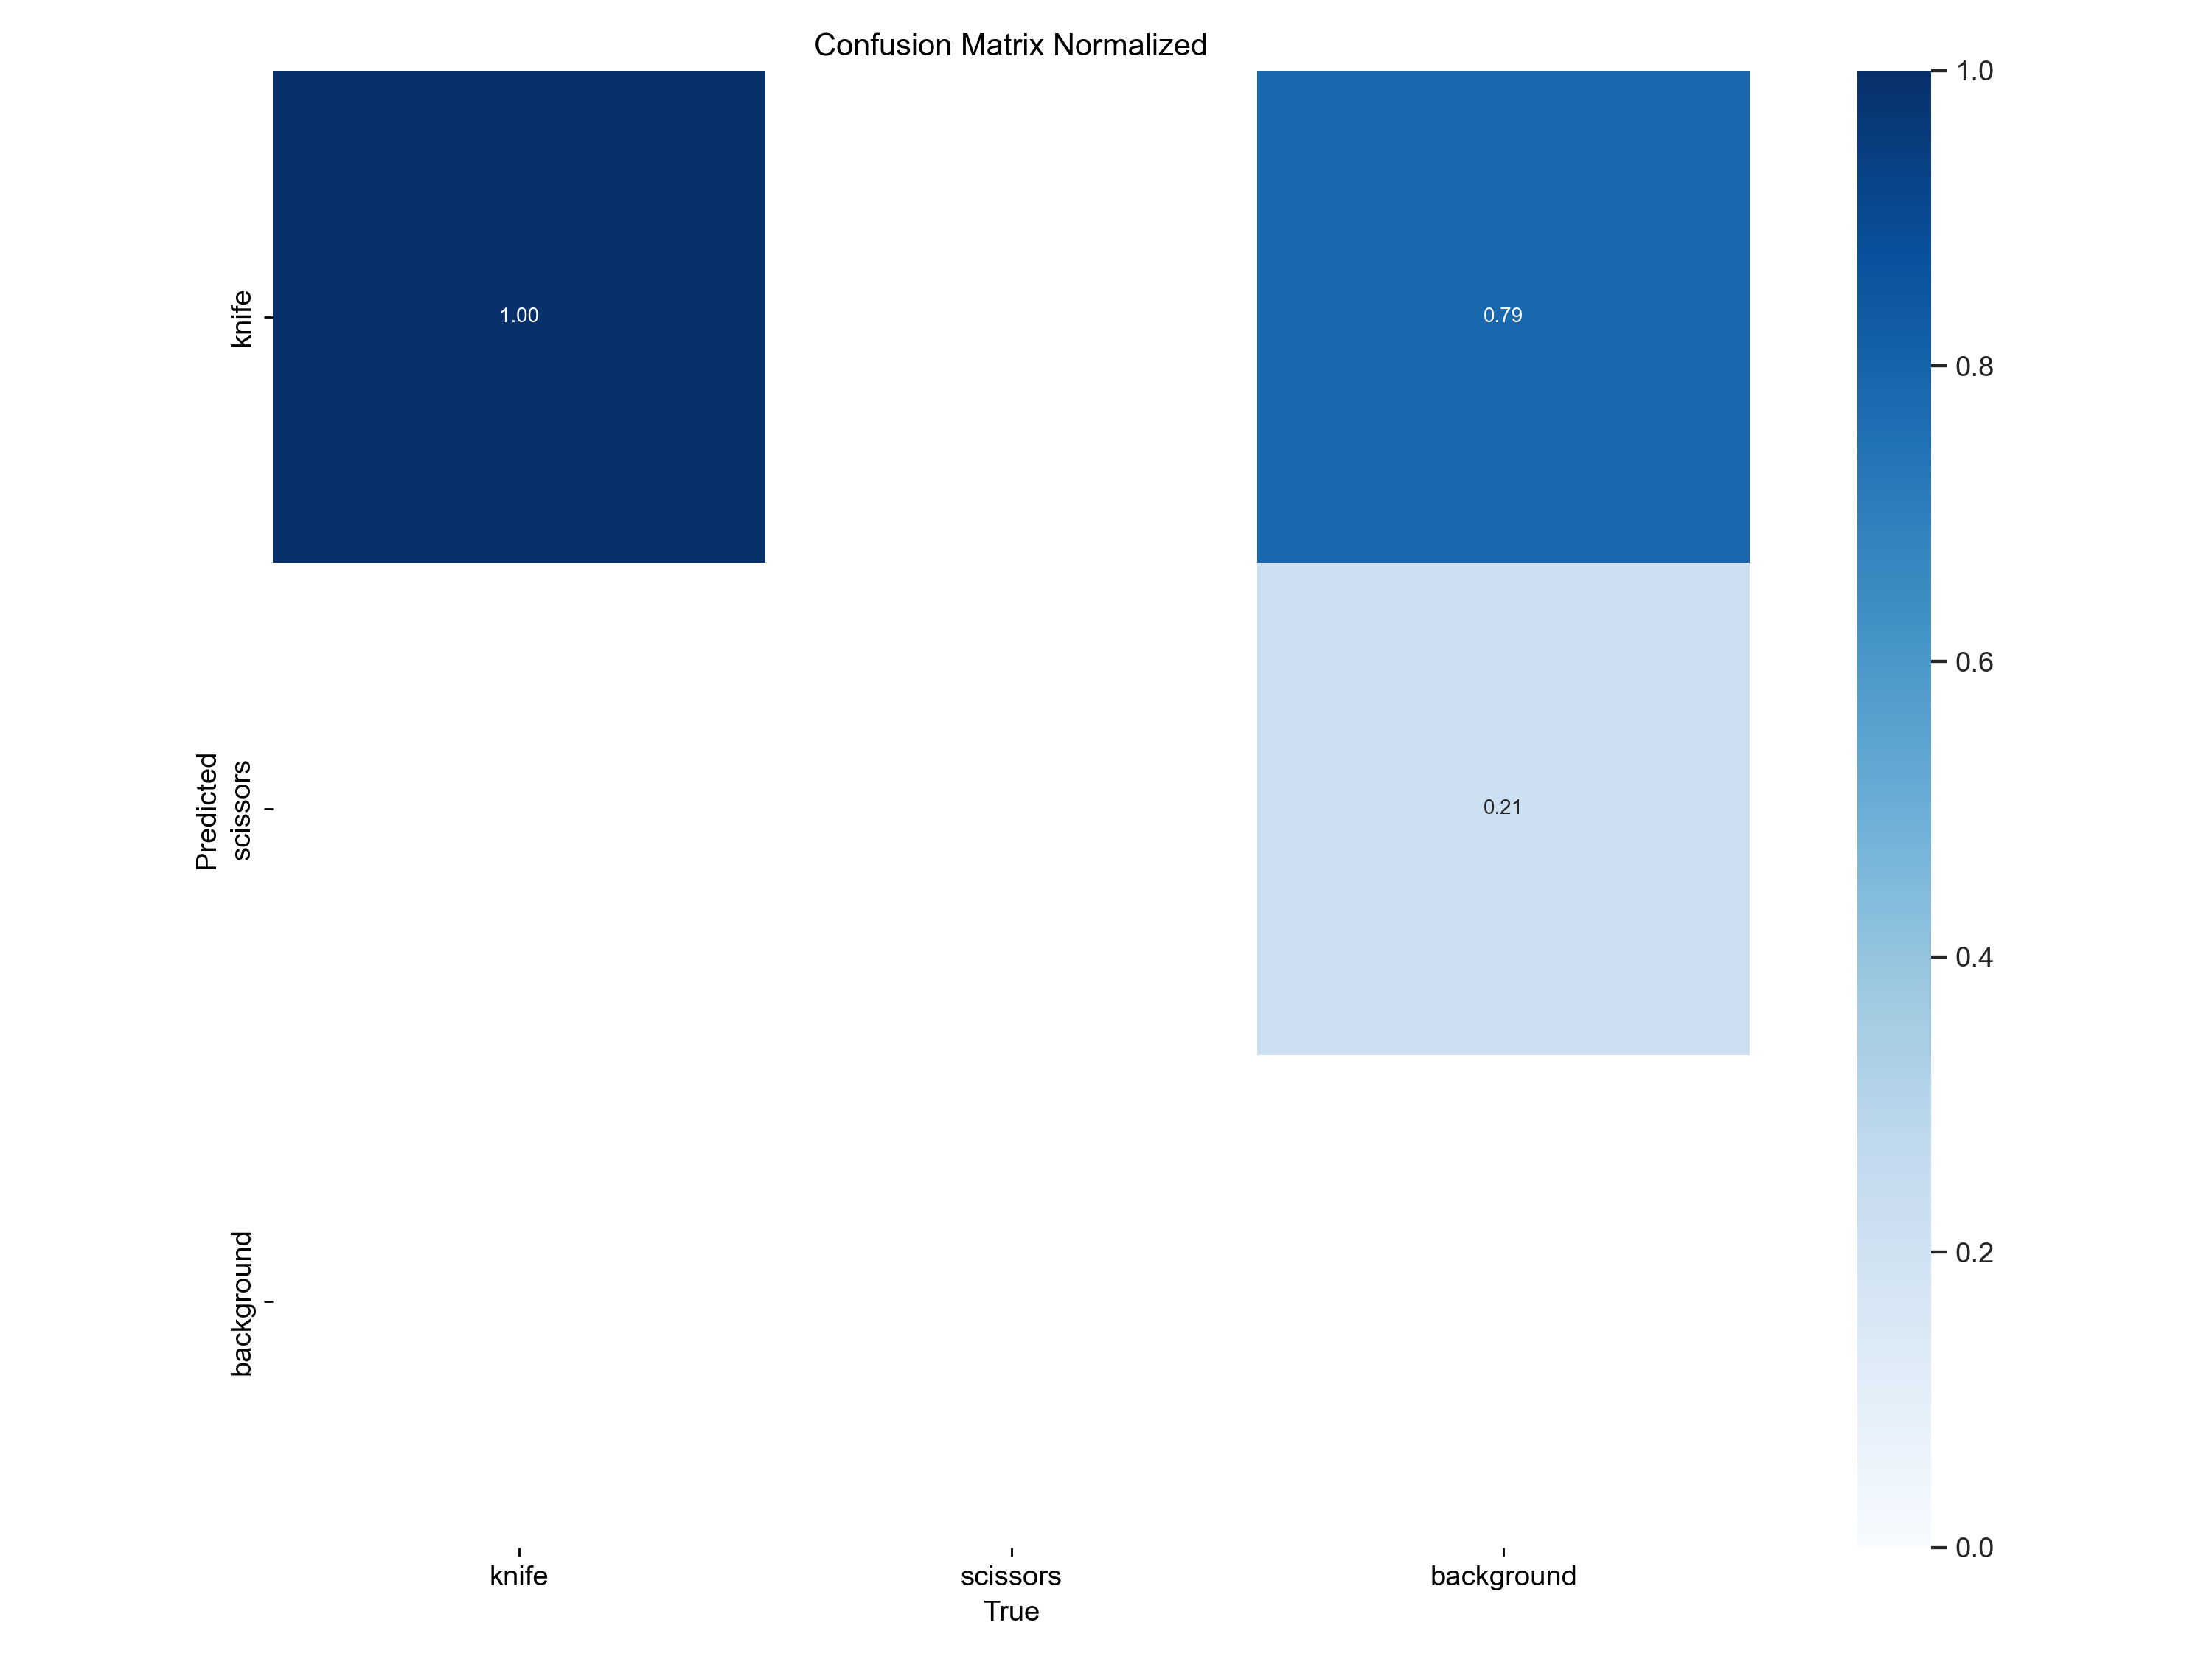 Confusion Matrix Normalized
knife
1.00
0.79
Predicted
scissors
0.21
background
knife
scissors
background
True
1.0
0.8
0.6
0.4
0.2
0.0